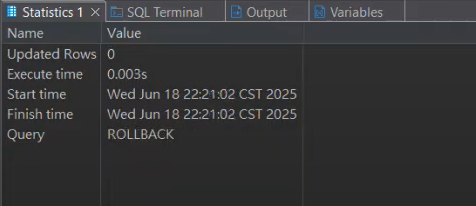 Statistics 1 SQL Terminal Output Variables
Name Value
Updated Rows 0
Execute time 0.003s
Start time Wed Jun 18 22:21:02 CST 2025
Finish time Wed Jun 18 22:21:02 CST 2025
Query ROLLBACK